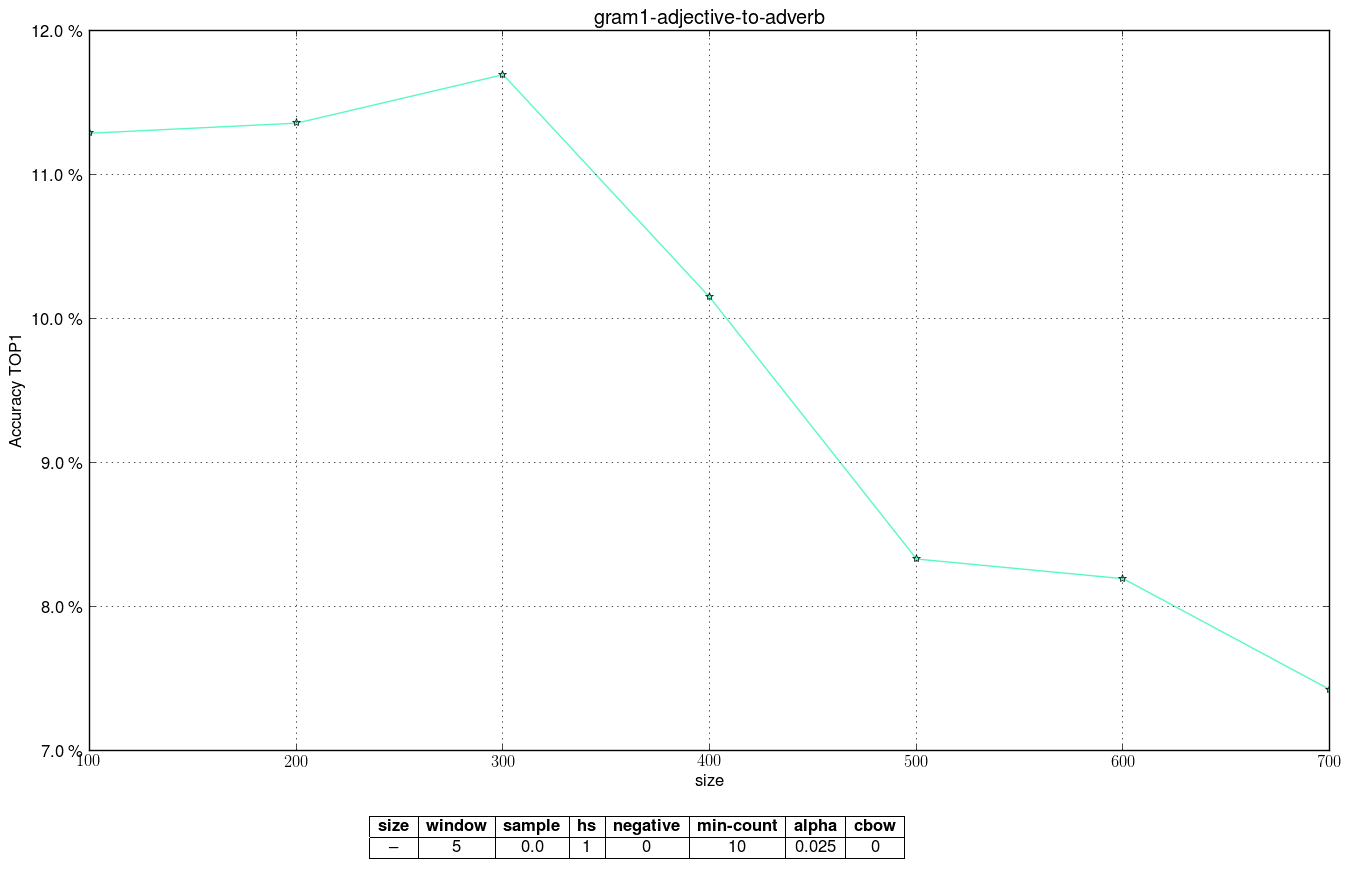 gram1-adjective-to-adverb
12.0 %
11.0 %
10.0 %
9.0 %
8.0 %
7.0 %
Accuracy TOP1
100 200 300 400 500 600 700
size
size window sample hs negative min-count alpha cbow
– 5 0.0 1 0 10 0.025 0